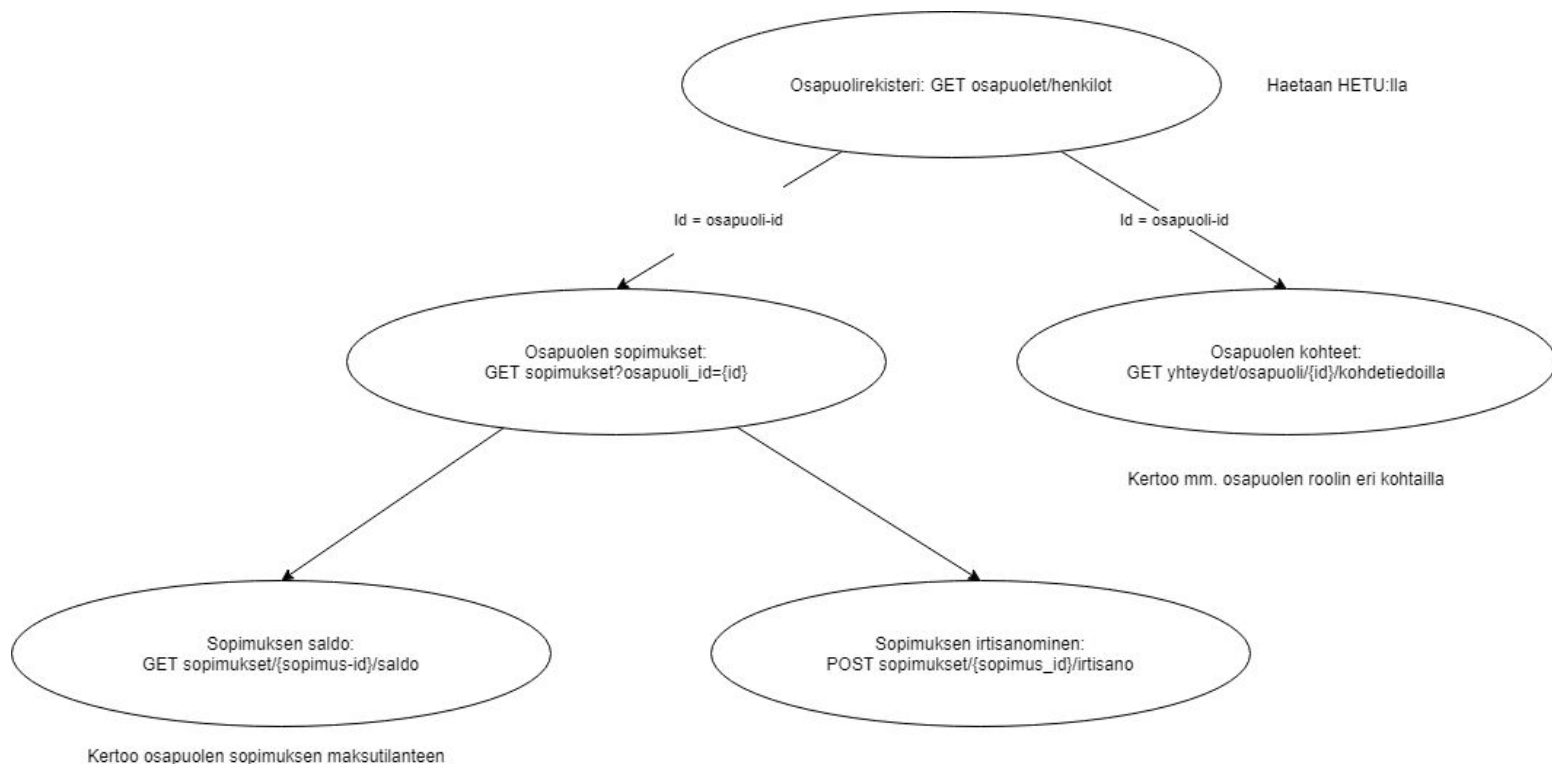 Osapuolirekisteri: GET osapuolet/henkilot
Haetaan HETU:lla
Id = osapuoli-id
Id = osapuoli-id
Osapuolen sopimukset:
GET sopimukset?osapuoli_id={id}
Osapuolen kohteet:
GET yhteydet/osapuoli/{id}/kohdetiedoilla
Kertoo mm. osapuolen roolin eri kohtailla
Sopimuksen saldo:
GET sopimukset/{sopimus-id}/saldo
Sopimuksen irtisanominen:
POST sopimukset/{sopimus_id}/irtisano
Kertoo osapuolen sopimuksen maksutilanteen